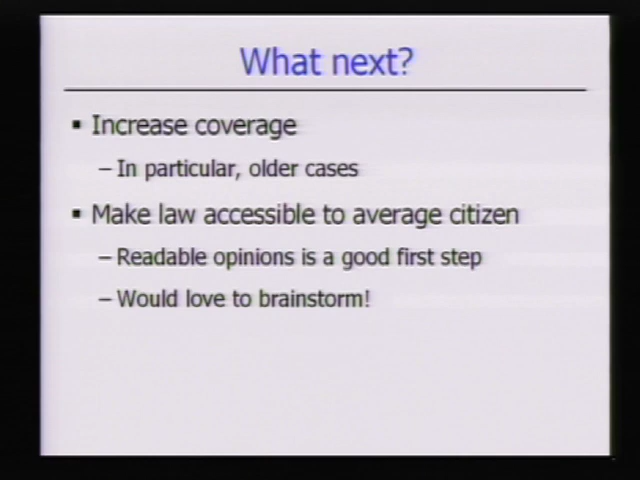 What next?
▪ Increase coverage
– In particular, older cases
▪ Make law accessible to average citizen
– Readable opinions is a good first step
– Would love to brainstorm!